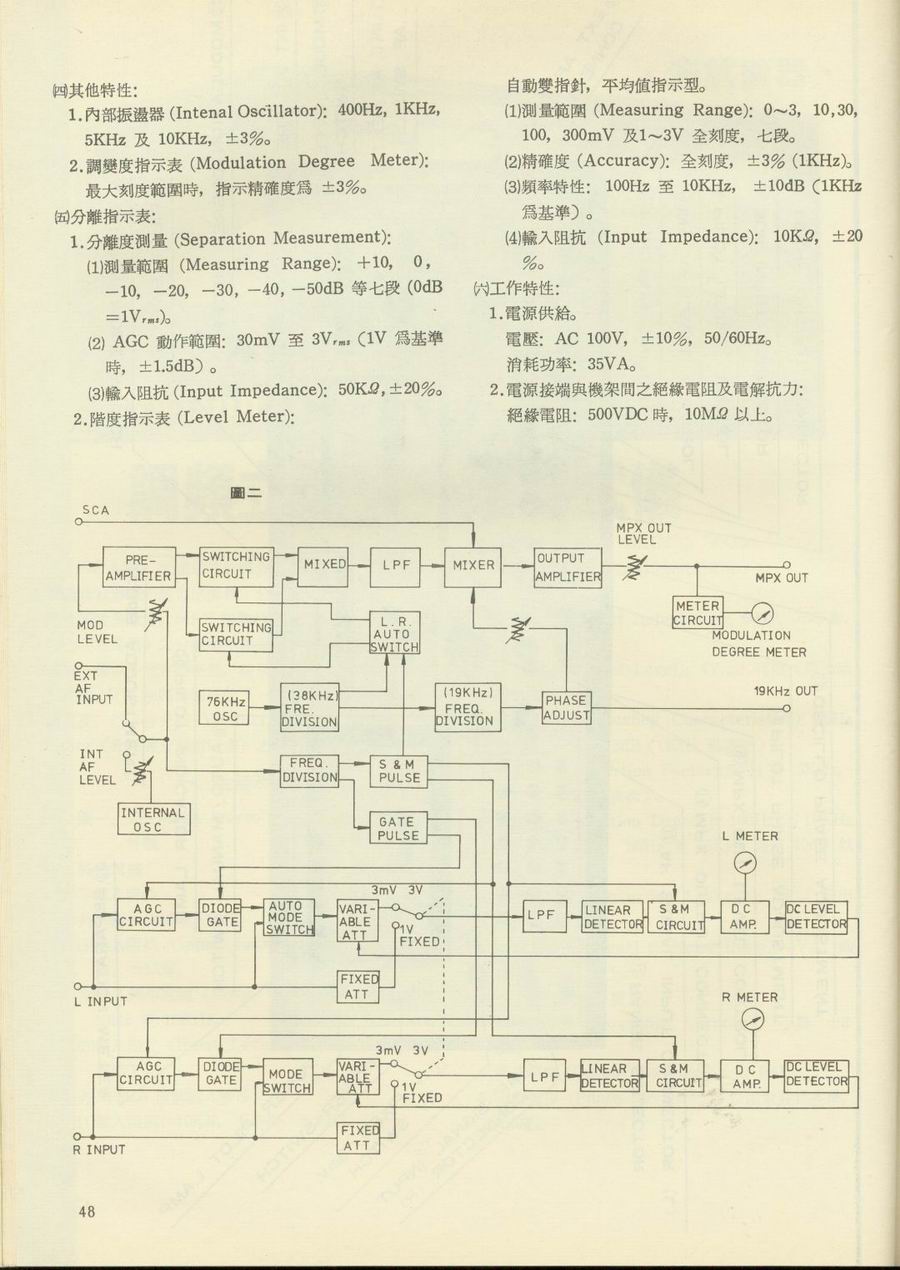 ㈣其他特性：
1.內部振盪器 (Intenal Oscillator): 400Hz, 1KHz,
5KHz 及 10KHz, ±3%。
2.調變度指示表 (Modulation Degree Meter):
最大刻度範圍時，指示精確度爲 ±3%。
㈤分離指示表：
1.分離度測量 (Separation Measurement):
(1)測量範圍 (Measuring Range): +10, 0,
−10, −20, −30, −40, −50dB 等七段 (0dB
=1Vrms)。
(2) AGC 動作範圍: 30mV 至 3Vrms (1V 爲基準
時，±1.5dB) 。
(3)輸入阻抗 (Input Impedance): 50KΩ, ±20%。
2.階度指示表 (Level Meter):
自動雙指針，平均値指示型。
(1)測量範圍 (Measuring Range): 0~3, 10,30,
100, 300mV 及1~3V 全刻度，七段。
(2)精確度 (Accuracy): 全刻度，±3% (1KHz)。
(3)頻率特性: 100Hz 至 10KHz, ±10dB (1KHz
爲基準) 。
(4)輸入阻抗 (Input Impedance): 10KΩ, ±20
%。
㈥工作特性：
1.電源供給。
電壓: AC 100V, ±10%, 50/60Hz。
消耗功率: 35VA。
2.電源接端與機架間之絕緣電阻及電解抗力:
絕緣電阻: 500VDC 時，10MΩ 以上。
圖二
SCA
MPX OUT
LEVEL
PRE-
AMPLIFIER
SWITCHING
CIRCUIT
MIXED
LPF
MIXER
OUTPUT
AMPLIFIER
MPX OUT
MOD
LEVEL
SWITCHING
CIRCUIT
L.R.
AUTO
SWITCH
METER
CIRCUIT
MODULATION
DEGREE METER
EXT
AF
INPUT
76KHz
OSC
(38KHz)
FRE.
DIVISION
(19KHz)
FREQ.
DIVISION
PHASE
ADJUST
19KHz OUT
INT
AF
LEVEL
FREQ.
DIVISION
S & M
PULSE
INTERNAL
OSC
GATE
PULSE
L METER
3mV 3V
AGC
CIRCUIT
DIODE
GATE
AUTO
MODE
SWITCH
VARI-
ABLE
ATT
1V
FIXED
LPF
LINEAR
DETECTOR
S & M
CIRCUIT
DC
AMP.
DC LEVEL
DETECTOR
FIXED
ATT
L INPUT
R METER
3mV 3V
AGC
CIRCUIT
DIODE
GATE
MODE
SWITCH
VARI-
ABLE
ATT
1V
FIXED
LPF
LINEAR
DETECTOR
S & M
CIRCUIT
DC
AMP.
DC LEVEL
DETECTOR
FIXED
ATT
R INPUT
48